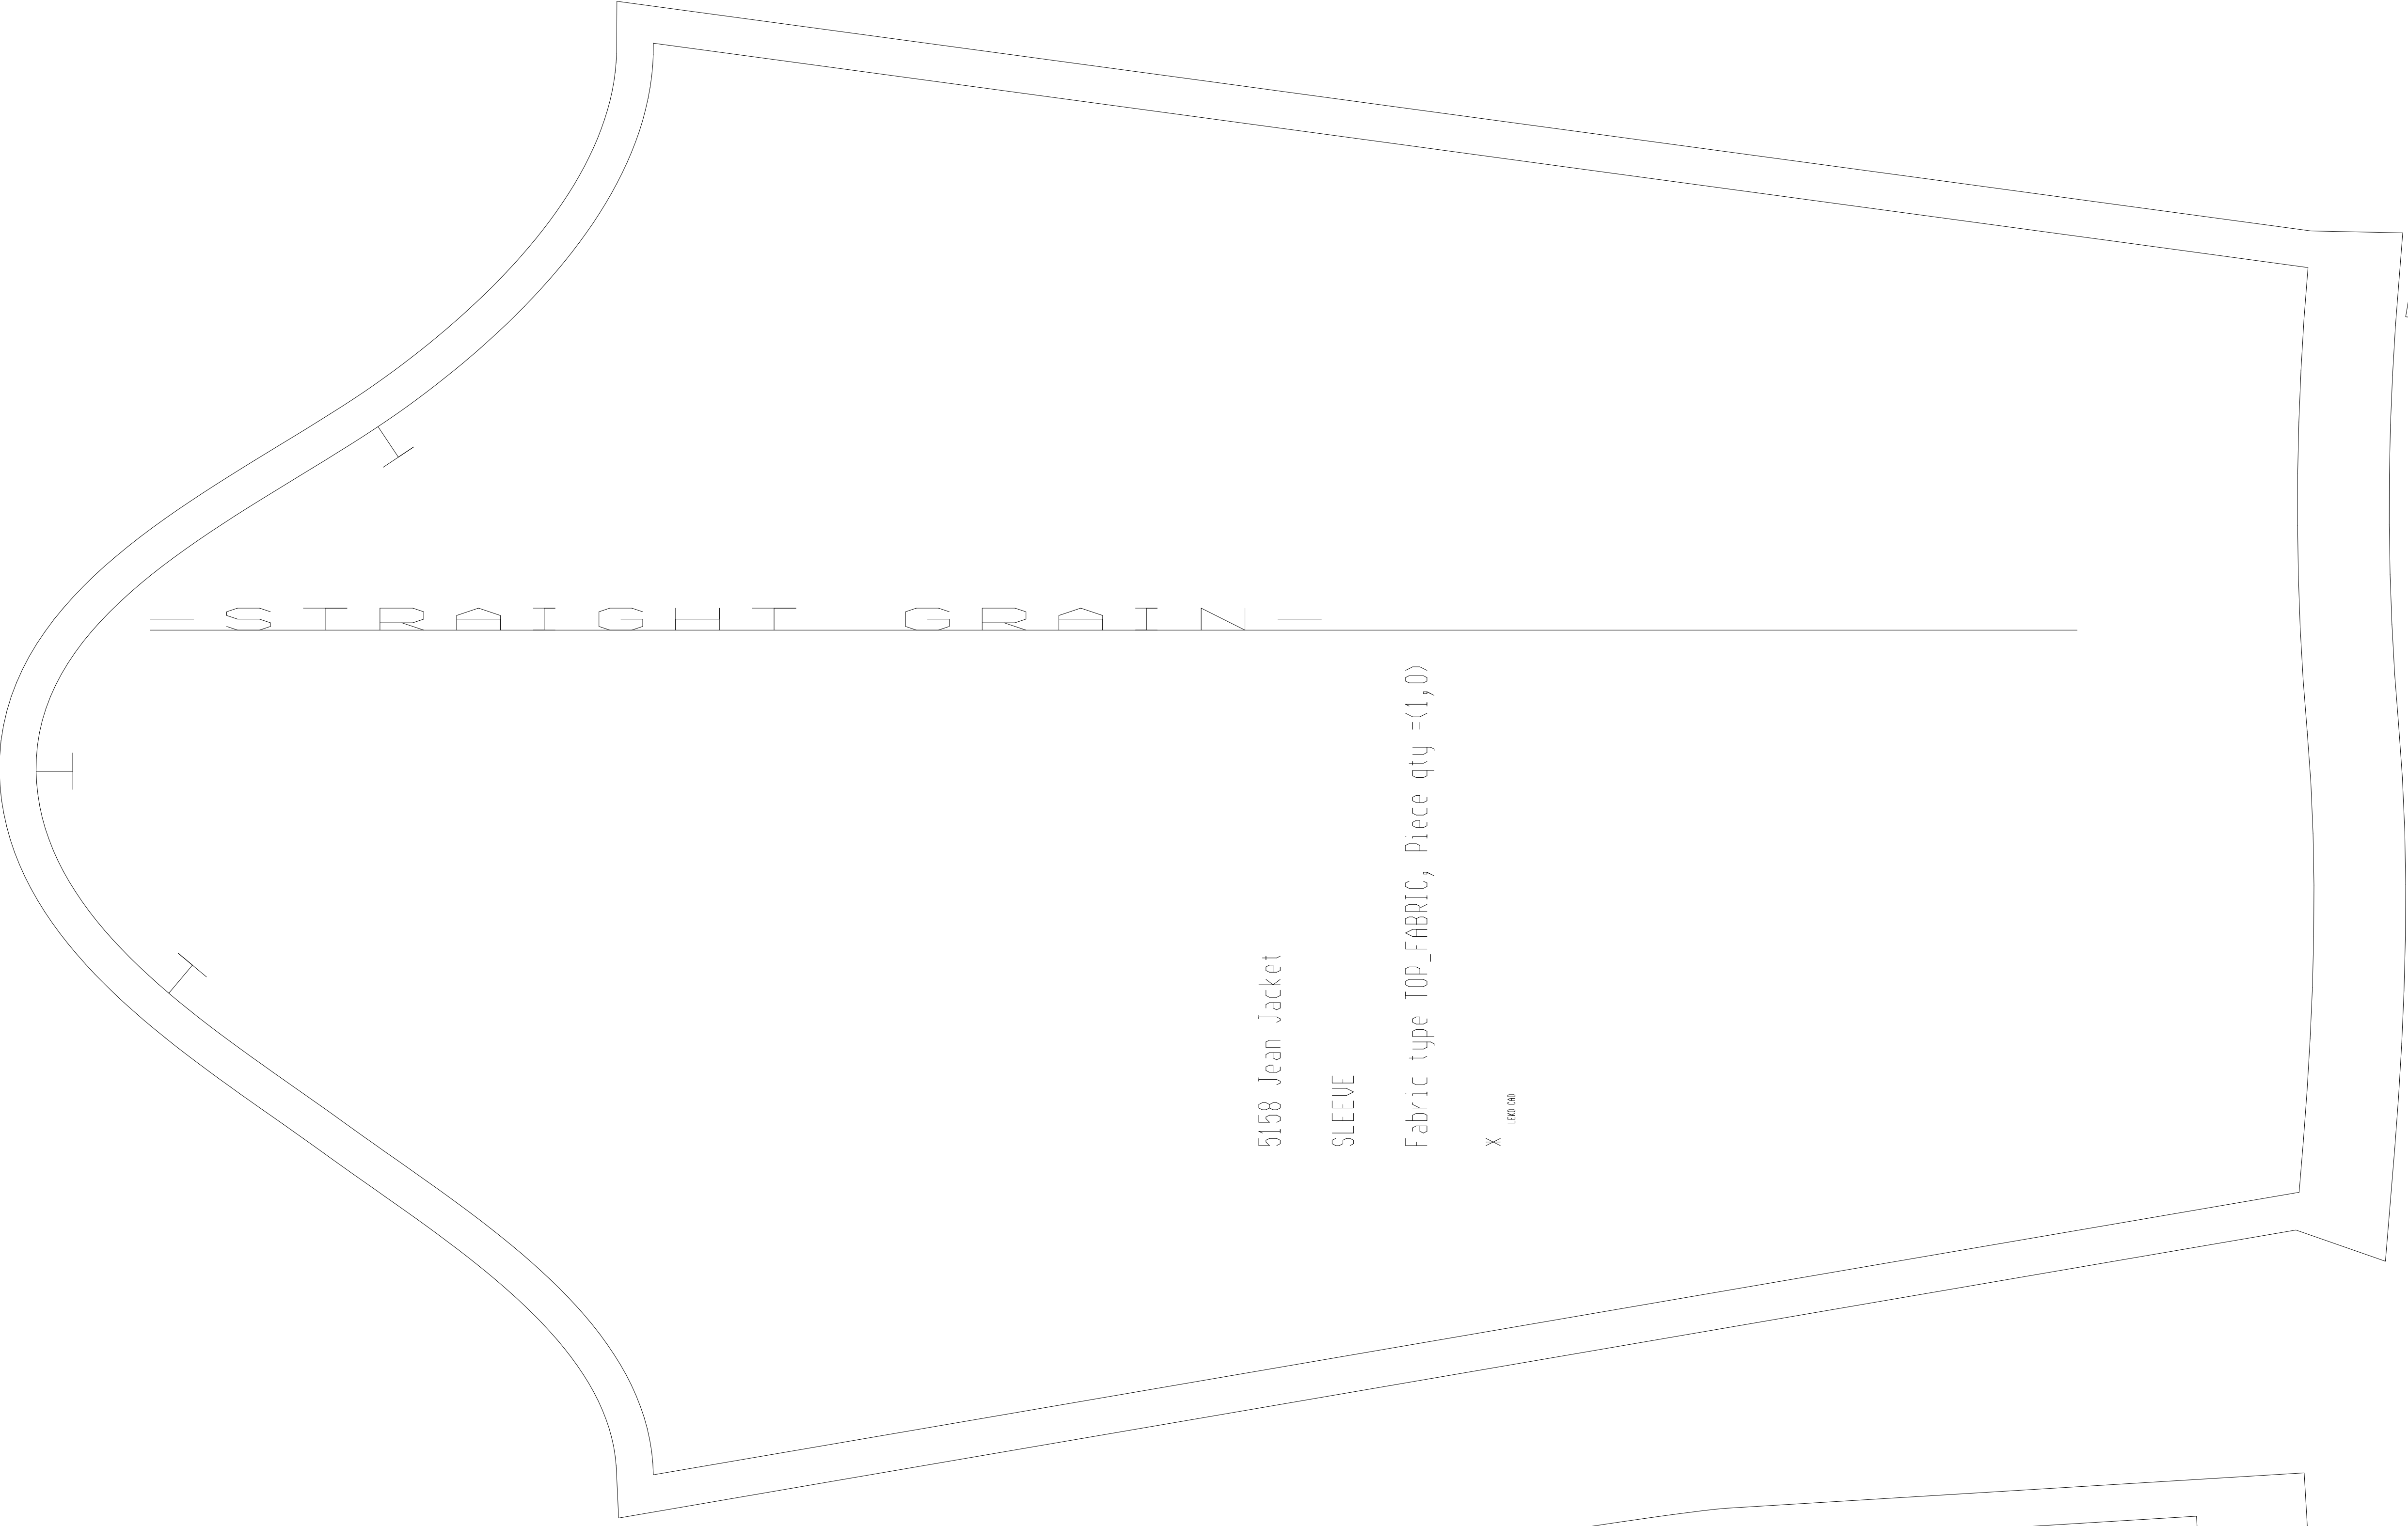 |STRAIGHT GRAIN|
5158 Jean Jacket
SLEEVE
Fabric type TOP_FABRIC, Piece qty =(1,0)
*
LEKO CAD